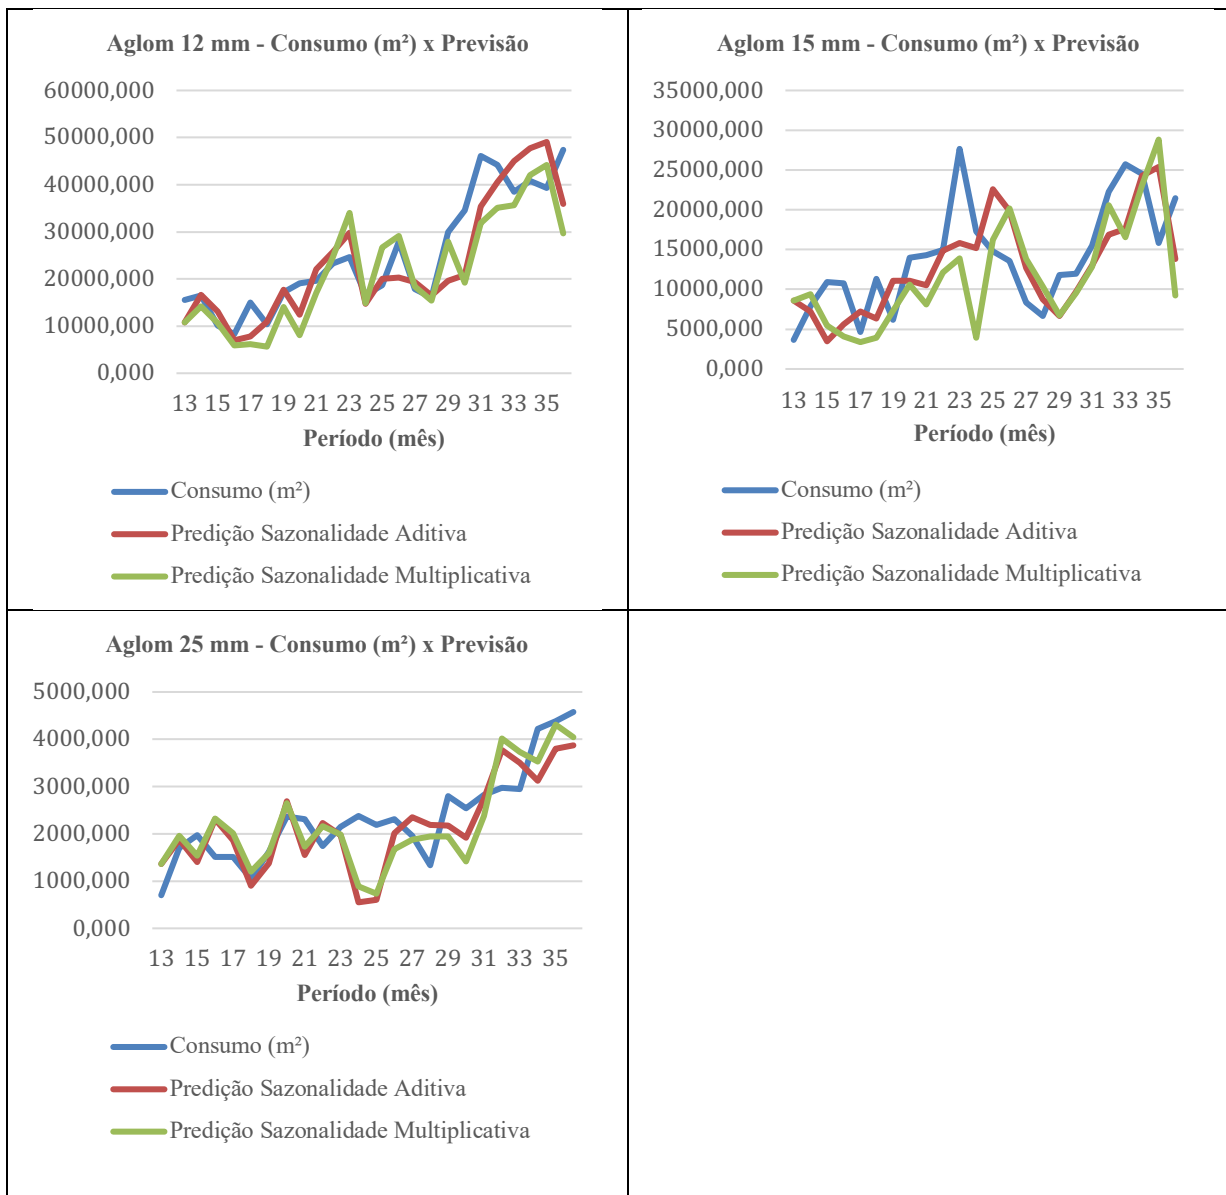 Aglom 12 mm - Consumo (m²) x Previsão
60000,000
50000,000
40000,000
30000,000
20000,000
10000,000
0,000
13 15 17 19 21 23 25 27 29 31 33 35
Período (mês)
Consumo (m²)
Predição Sazonalidade Aditiva
Predição Sazonalidade Multiplicativa
Aglom 15 mm - Consumo (m²) x Previsão
35000,000
30000,000
25000,000
20000,000
15000,000
10000,000
5000,000
0,000
13 15 17 19 21 23 25 27 29 31 33 35
Período (mês)
Consumo (m²)
Predição Sazonalidade Aditiva
Predição Sazonalidade Multiplicativa
Aglom 25 mm - Consumo (m²) x Previsão
5000,000
4000,000
3000,000
2000,000
1000,000
0,000
13 15 17 19 21 23 25 27 29 31 33 35
Período (mês)
Consumo (m²)
Predição Sazonalidade Aditiva
Predição Sazonalidade Multiplicativa